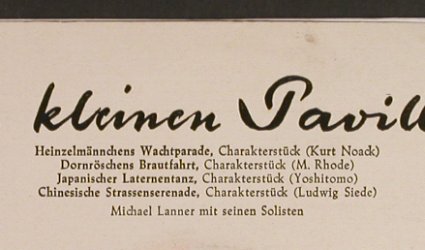 kleinen Pavill
Heinzelmännchens Wachtparade, Charakterstück (Kurt Noack)
Dornröschens Brautfahrt, Charakterstück (M. Rhode)
Japanischer Laternentanz, Charakterstück (Yoshitomo)
Chinesische Strassenserenade, Charakterstück (Ludwig Siede)
Michael Lanner mit seinen Solisten